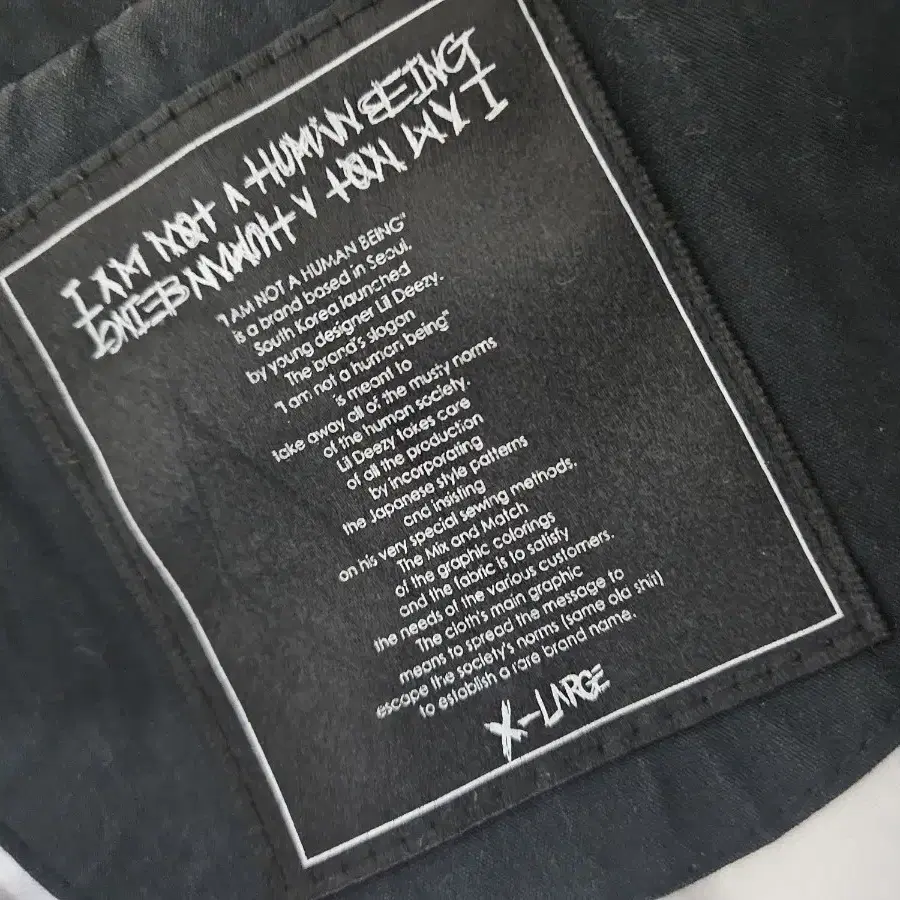 I AM NOT A HUMAN BEING
I AM NOT A HUMAN BEING
"I AM NOT A HUMAN BEING"
is a brand based in Seoul,
South Korea launched
by young designer Lil Deezy.
The brand's slogan
"I am not a human being"
is meant to
take away all of the musty norms
of the human society.
Lil Deezy takes care
of all the production
by incorporating
the Japanese style patterns
and insisting
on his very special sewing methods.
The Mix and Match
of the graphic colorings
and the fabric is to satisfy
the needs of the various customers.
The cloth's main graphic
means to spread the message to
escape the society's norms (same old shit)
to establish a rare brand name.
X-LARGE